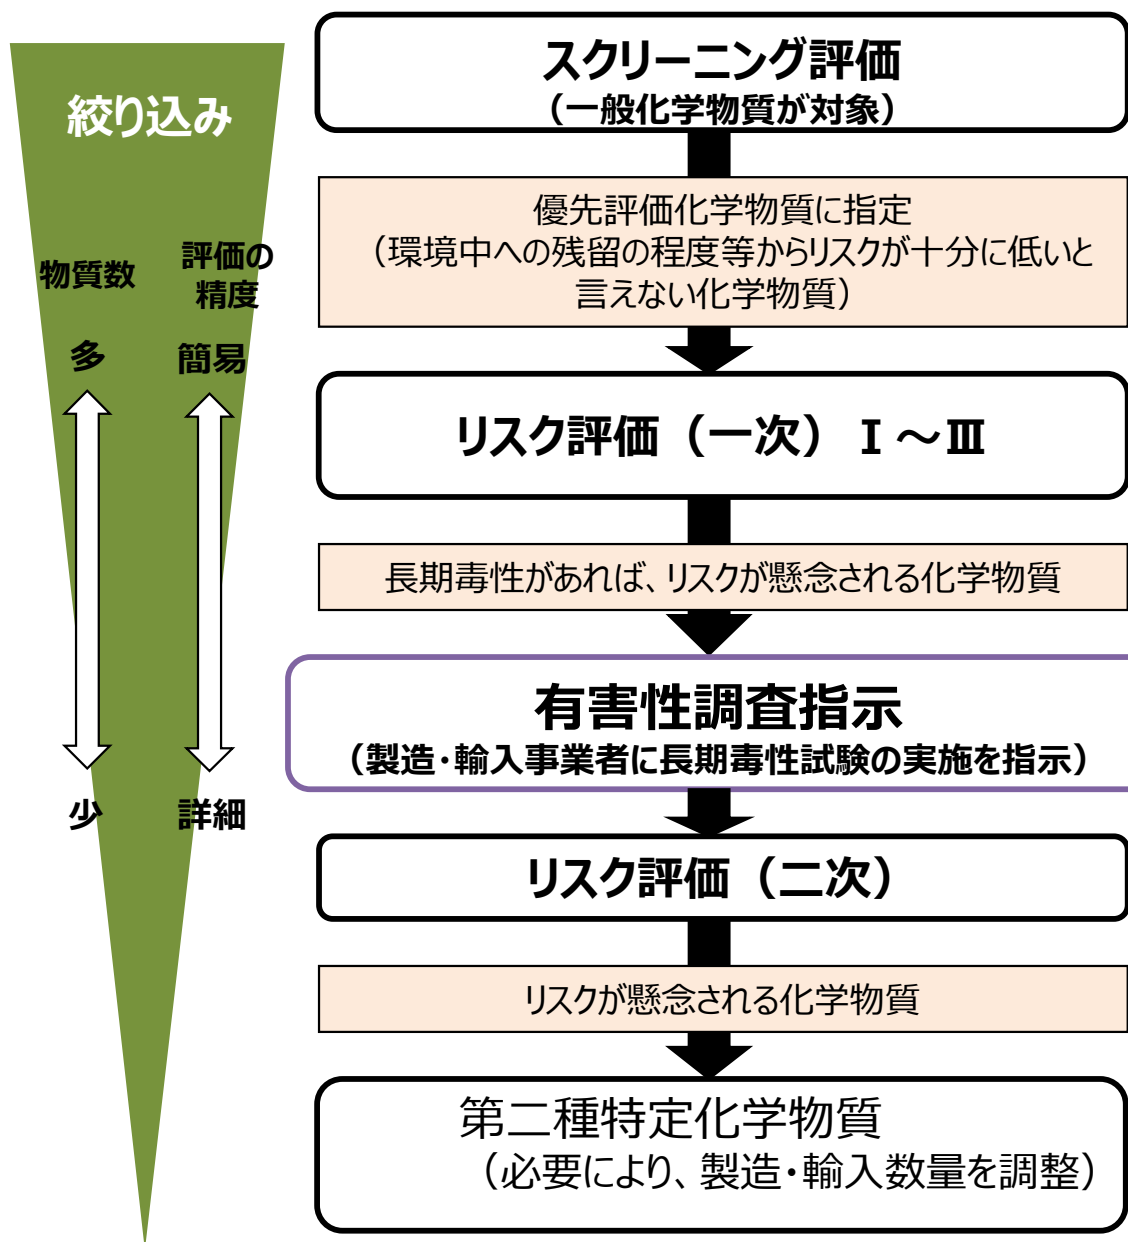 絞り込み
物質数
評価の
精度
多
簡易
少
詳細
スクリーニング評価
（一般化学物質が対象）
優先評価化学物質に指定
（環境中への残留の程度等からリスクが十分に低いと
言えない化学物質）
リスク評価（一次）Ⅰ～Ⅲ
長期毒性があれば、リスクが懸念される化学物質
有害性調査指示
（製造・輸入事業者に長期毒性試験の実施を指示）
リスク評価（二次）
リスクが懸念される化学物質
第二種特定化学物質
（必要により、製造・輸入数量を調整）